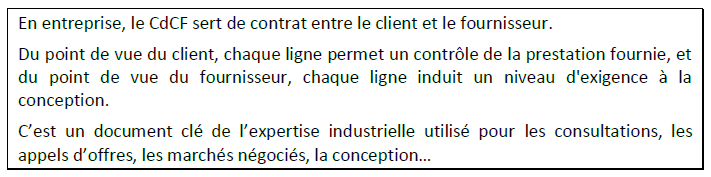 En entreprise, le CdCF sert de contrat entre le client et le fournisseur.
Du point de vue du client, chaque ligne permet un contrôle de la prestation fournie, et
du point de vue du fournisseur, chaque ligne induit un niveau d'exigence à la
conception.
C’est un document clé de l’expertise industrielle utilisé pour les consultations, les
appels d’offres, les marchés négociés, la conception…